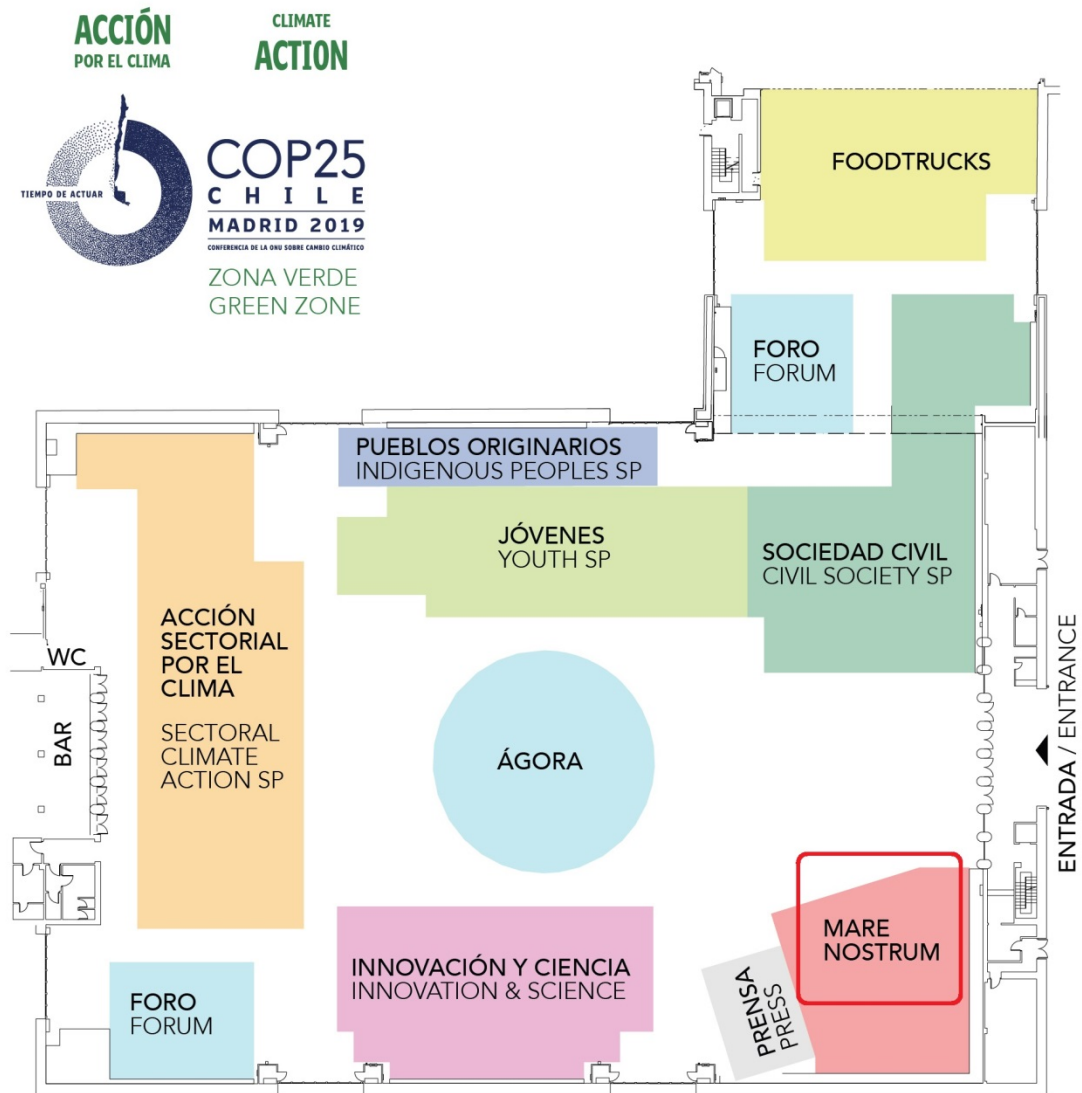 ACCIÓN
POR EL CLIMA
CLIMATE
ACTION
TIEMPO DE ACTUAR
COP25
CHILE
MADRID 2019
CONFERENCIA DE LA ONU SOBRE CAMBIO CLIMÁTICO
ZONA VERDE
GREEN ZONE
FOODTRUCKS
FORO
FORUM
PUEBLOS ORIGINARIOS
INDIGENOUS PEOPLES SP
JÓVENES
YOUTH SP
SOCIEDAD CIVIL
CIVIL SOCIETY SP
ACCIÓN
SECTORIAL
POR EL
CLIMA
SECTORAL
CLIMATE
ACTION SP
WC
BAR
ÁGORA
ENTRADA / ENTRANCE
MARE
NOSTRUM
PRENSA
PRESS
INNOVACIÓN Y CIENCIA
INNOVATION & SCIENCE
FORO
FORUM